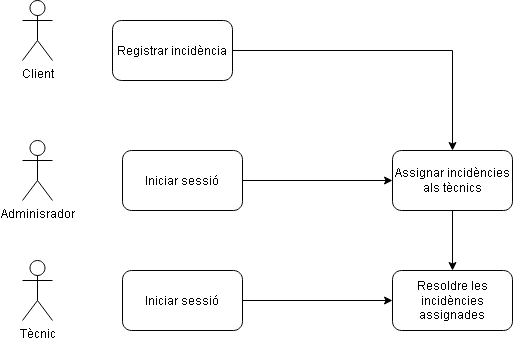 Registrar incidència
Client
Iniciar sessió
Assignar incidències
als tècnics
Adminisrador
Iniciar sessió
Resoldre les
incidències
assignades
Tècnic